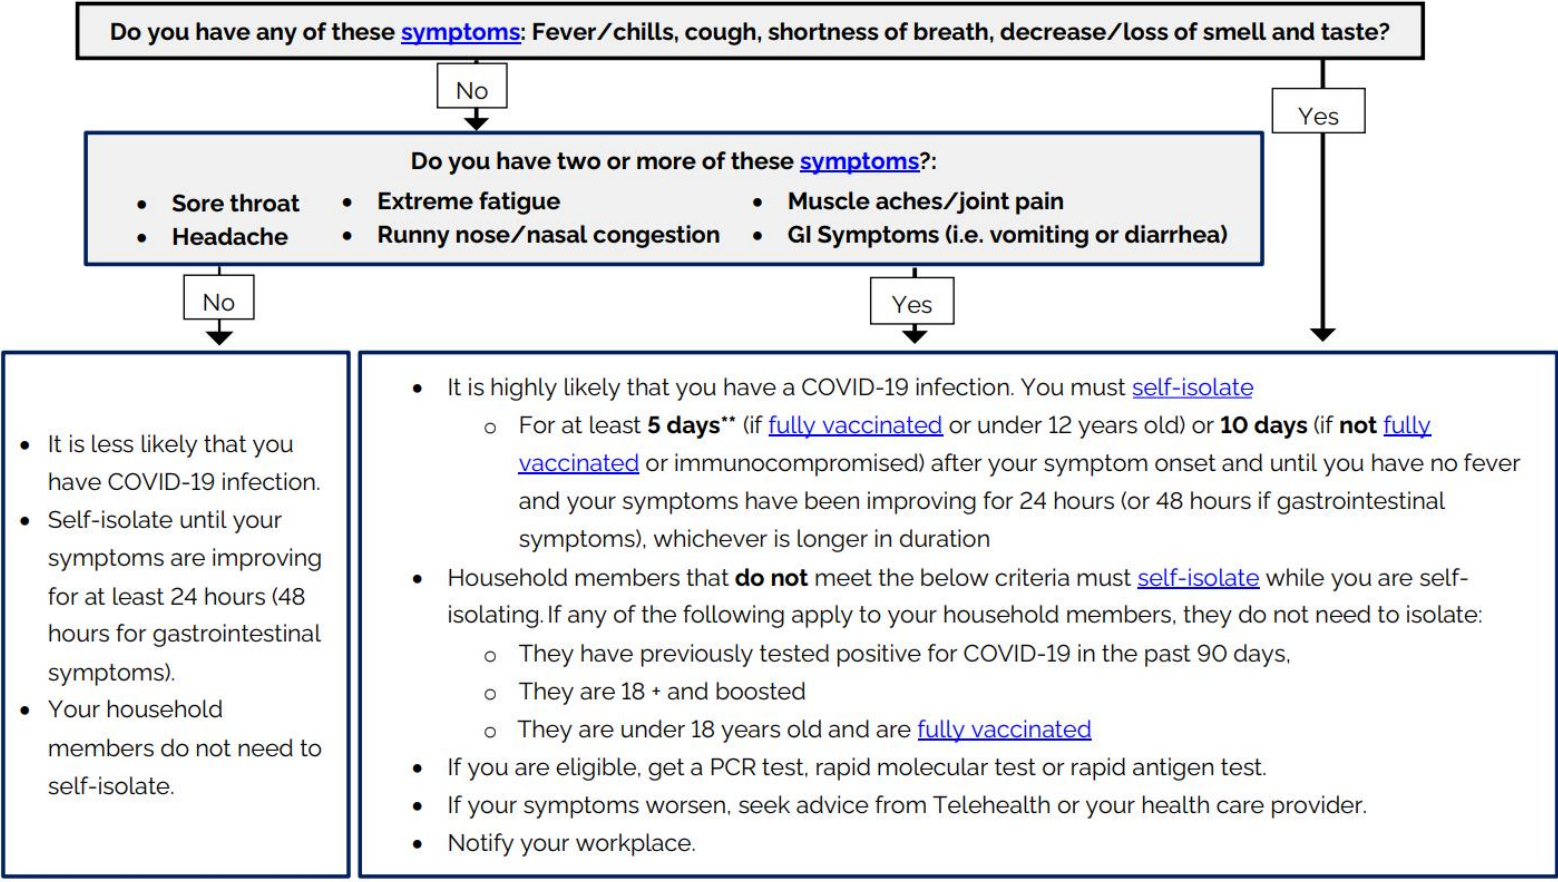 Do you have any of these symptoms: Fever/chills, cough, shortness of breath, decrease/loss of smell and taste?
No
Yes
Do you have two or more of these symptoms?:
• Sore throat • Extreme fatigue • Muscle aches/joint pain
• Headache • Runny nose/nasal congestion • GI Symptoms (i.e. vomiting or diarrhea)
No
Yes
• It is less likely that you
have COVID-19 infection.
• Self-isolate until your
symptoms are improving
for at least 24 hours (48
hours for gastrointestinal
symptoms).
• Your household
members do not need to
self-isolate.
• It is highly likely that you have a COVID-19 infection. You must self-isolate
o For at least 5 days** (if fully vaccinated or under 12 years old) or 10 days (if not fully
vaccinated or immunocompromised) after your symptom onset and until you have no fever
and your symptoms have been improving for 24 hours (or 48 hours if gastrointestinal
symptoms), whichever is longer in duration
• Household members that do not meet the below criteria must self-isolate while you are self-
isolating. If any of the following apply to your household members, they do not need to isolate:
o They have previously tested positive for COVID-19 in the past 90 days,
o They are 18 + and boosted
o They are under 18 years old and are fully vaccinated
• If you are eligible, get a PCR test, rapid molecular test or rapid antigen test.
• If your symptoms worsen, seek advice from Telehealth or your health care provider.
• Notify your workplace.